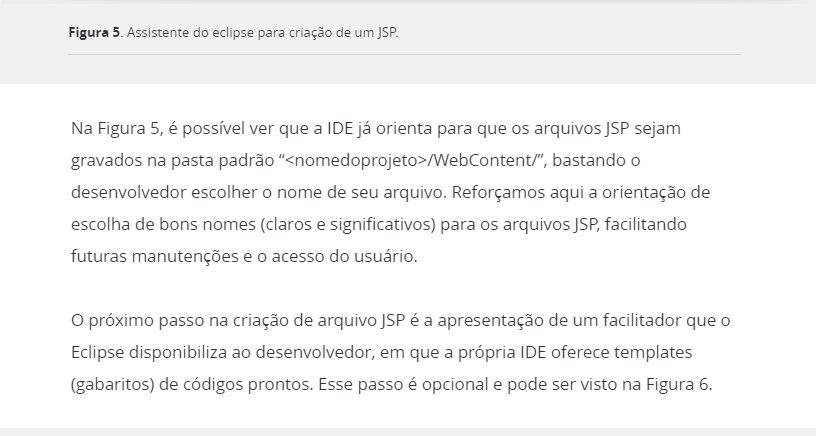 Figura 5. Assistente do eclipse para criação de um JSP.
Na Figura 5, é possível ver que a IDE já orienta para que os arquivos JSP sejam
gravados na pasta padrão “<nomedoprojeto>/WebContent/”, bastando o
desenvolvedor escolher o nome de seu arquivo. Reforçamos aqui a orientação de
escolha de bons nomes (claros e significativos) para os arquivos JSP, facilitando
futuras manutenções e o acesso do usuário.
O próximo passo na criação de arquivo JSP é a apresentação de um facilitador que o
Eclipse disponibiliza ao desenvolvedor, em que a própria IDE oferece templates
(gabaritos) de códigos prontos. Esse passo é opcional e pode ser visto na Figura 6.